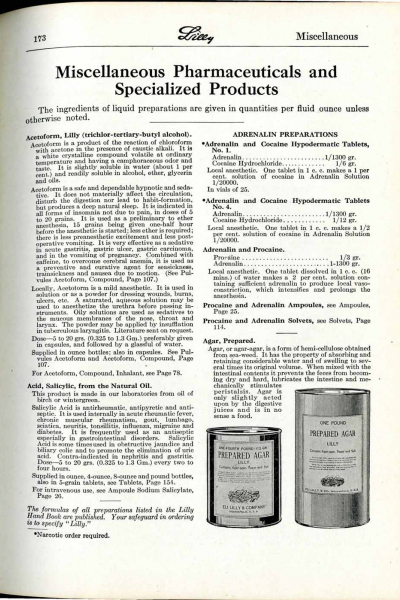 173
Lilly
Miscellaneous
Miscellaneous Pharmaceuticals and
Specialized Products
The ingredients of liquid preparations are given in quantities per fluid ounce unless
otherwise noted.
Acetoform, Lilly (trichlor-tertiary-butyl alcohol).
Acetoform is a product of the reaction of chloroform
with acetone in the presence of caustic alkali. It is
a white crystalline compound volatile at ordinary
temperature and having a camphoraceous odor and
taste. It is slightly soluble in water (about 1 per
cent.) and readily soluble in alcohol, ether, glycerin
and oils.
Acetoform is a safe and dependable hypnotic and seda-
tive. It does not materially affect the circulation,
disturb the digestion nor lead to habit-formation,
but produces a deep natural sleep. It is indicated in
all forms of insomnia not due to pain, in doses of 5
to 20 grains. It is used as a preliminary to ether
anesthesia, 15 grains being given one-half hour
before the anesthetic is started; less ether is required;
there is less preanesthetic excitement and less post-
operative vomiting. It is very effective as a sedative
in acute gastritis, gastric ulcer, gastric carcinoma,
and in the vomiting of pregnancy. Combined with
caffeine, to overcome cerebral anemia, it is used as
a preventive and curative agent for seasickness,
trainsickness and nausea due to motion. (See Pul-
vules Acetoform, Compound, Page 107.)
Locally, Acetoform is a mild anesthetic. It is used in
solution or as a powder for dressing wounds, burns,
ulcers, etc. A saturated, aqueous solution may be
used to anesthetize the urethra before passing in-
struments. Oily solutions are used as sedatives to
the mucous membranes of the nose, throat and
larynx. The powder may be applied by insufflation
in tuberculous laryngitis. Literature sent on request.
Dose—5 to 20 grs. (0.325 to 1.3 Gm.) preferably given
in capsules, and followed by a glassful of water.
Supplied in ounce bottles; also in capsules. See Pul-
vules Acetoform and Acetoform, Compound, Page
107.
For Acetoform, Compound, Inhalant, see Page 78.
Acid, Salicylic, from the Natural Oil.
This product is made in our laboratories from oil of
birch or wintergreen.
Salicylic Acid is antirheumatic, antipyretic and anti-
septic. It is used internally in acute rheumatic fever,
chronic muscular rheumatism, gout, lumbago,
sciatica, neuritis, tonsillitis, influenza, migraine and
diabetes. It is frequently used as an antiseptic
especially in gastrointestinal disorders. Salicylic
Acid is some times used in obstructive jaundice and
biliary colic and to promote the elimination of uric
acid. Contra-indicated in nephritis and gastritis.
Dose—5 to 20 grs. (0.325 to 1.3 Gm.) every two to
four hours.
Supplied in ounce, 4-ounce, 8-ounce and pound bottles,
also in 5-grain tablets, see Tablets, Page 154.
For intravenous use, see Ampoule Sodium Salicylate,
Page 26.
The formulas of all preparations listed in the Lilly
Hand Book are published. Your safeguard in ordering
is to specify "Lilly."
*Narcotic order required.
ADRENALIN PREPARATIONS
*Adrenalin and Cocaine Hypodermic Tablets,
No. 1.
Adrenalin 1/1300 gr.
Cocaine Hydrochloride 1/6 gr.
Local anesthetic. One tablet in 1 c. c. makes a 1 per
cent. solution of cocaine in Adrenalin Solution
1/20000.
In vials of 25.
*Adrenalin and Cocaine Hypodermic Tablets
No. 4.
Adrenalin 1/1300 gr.
Cocaine Hydrochloride 1/12 gr.
Local anesthetic. One tablet in 1 c. c. makes a 1/2
per cent. solution of cocaine in Adrenalin Solution
1/20000.
Adrenalin and Procaine.
Procaine 1/3 gr.
Adrenalin 1-1300 gr.
Local anesthetic. One tablet dissolved in 1 c. c. (16
mins.) of water makes a 2 per cent. solution con-
taining sufficient adrenalin to produce local vaso-
constriction, which intensifies and prolongs the
anesthesia.
Procaine and Adrenalin Ampoules, see Ampoules,
Page 25.
Procaine and Adrenalin Solvets, see Solvets, Page
114.
Agar, Prepared.
Agar, or agar-agar, is a form of hemi-cellulose obtained
from sea-weed. It has the property of absorbing and
retaining considerable water and of swelling to sev-
eral times its original volume. When mixed with the
intestinal contents it prevents the feces from becom-
ing dry and hard, lubricates the intestine and me-
chanically stimulates
peristalsis. Agar is
only slightly acted
upon by the digestive
juices and is in no
sense a food.
PREPARED AGAR
LILLY
ELI LILLY & COMPANY
ONE POUND
PREPARED AGAR
LILLY